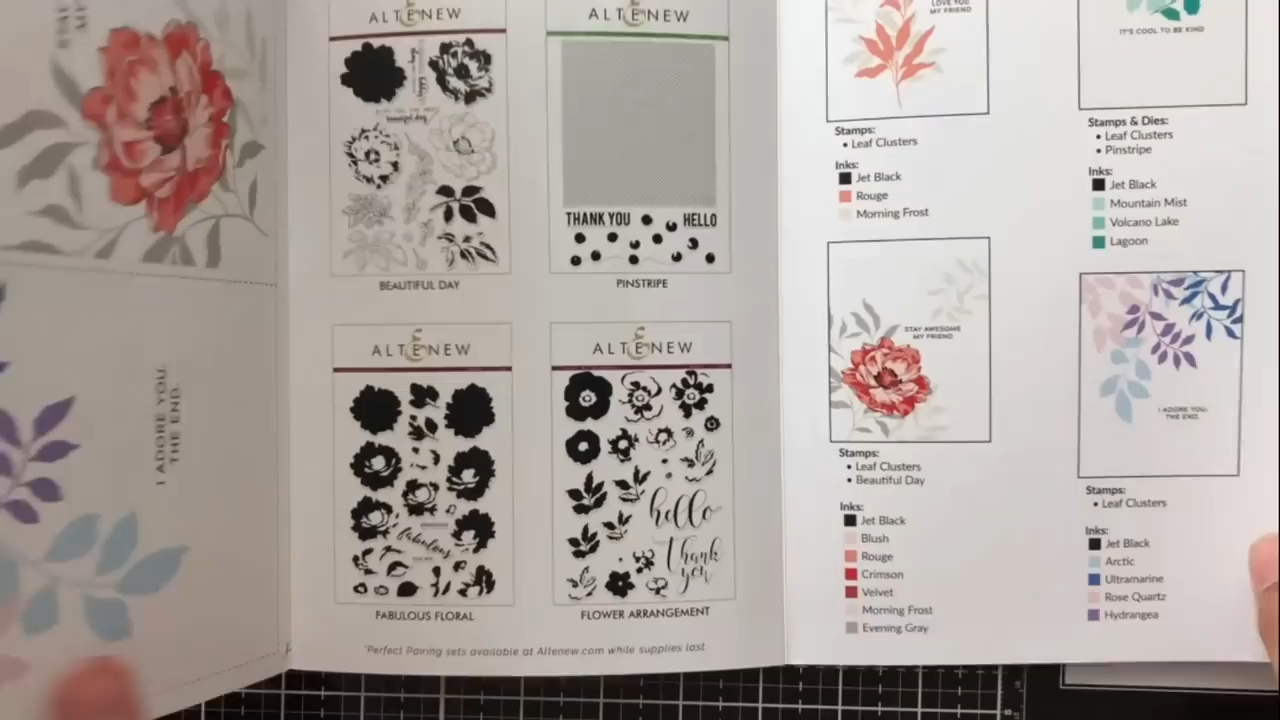 I ADORE YOU.
THE END.
ALTENEW
beautiful day
BEAUTIFUL DAY
ALTENEW
THANK YOU HELLO
PINSTRIPE
ALTENEW
fabulous
FABULOUS FLORAL
ALTENEW
hello
thank
you
FLOWER ARRANGEMENT
*Perfect Pairing sets available at Altenew.com while supplies last.
LOVE YOU
MY FRIEND
Stamps:
• Leaf Clusters
Inks:
Jet Black
Rouge
Morning Frost
STAY AWESOME
MY FRIEND
Stamps:
• Leaf Clusters
• Beautiful Day
Inks:
Jet Black
Blush
Rouge
Crimson
Velvet
Morning Frost
Evening Gray
IT'S COOL TO BE KIND
Stamps & Dies:
• Leaf Clusters
• Pinstripe
Inks:
Jet Black
Mountain Mist
Volcano Lake
Lagoon
I ADORE YOU.
THE END.
Stamps:
• Leaf Clusters
Inks:
Jet Black
Arctic
Ultramarine
Rose Quartz
Hydrangea